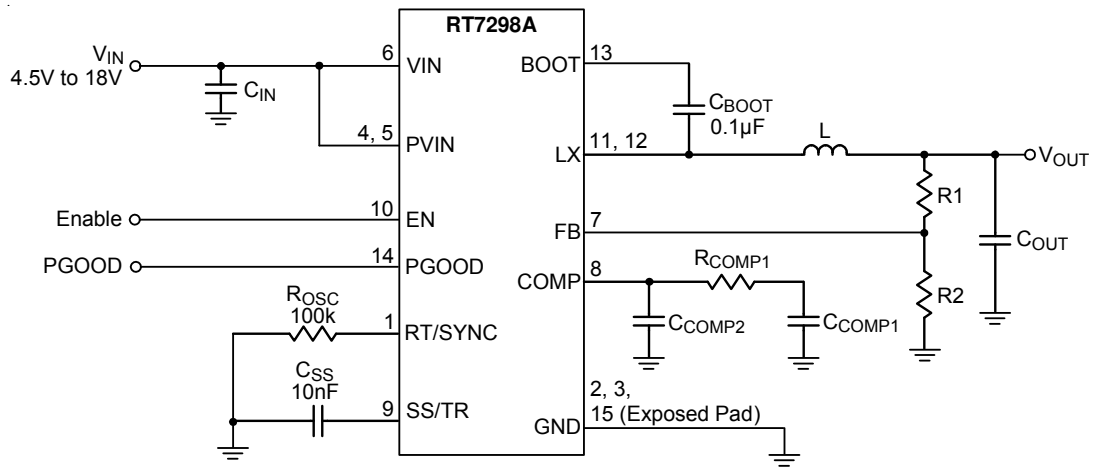 RT7298A
VIN
4.5V to 18V
CIN
6
VIN
4, 5
PVIN
Enable
10
EN
PGOOD
14
PGOOD
ROSC
100k
1
RT/SYNC
CSS
10nF
9
SS/TR
BOOT
13
CBOOT
0.1µF
LX
11, 12
L
VOUT
R1
FB
7
COUT
COMP
8
RCOMP1
R2
CCOMP2
CCOMP1
2, 3,
15 (Exposed Pad)
GND